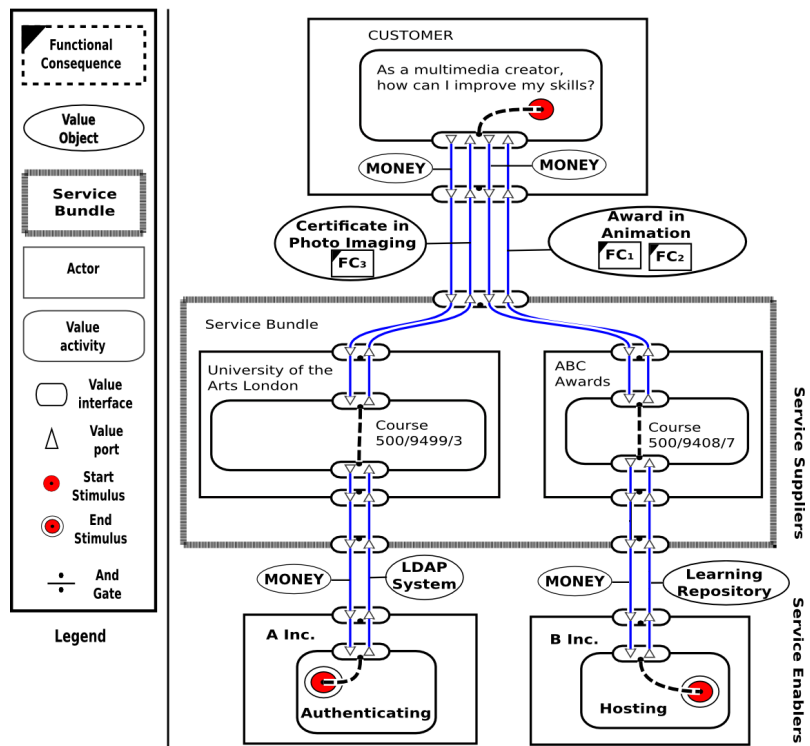 Functional
Consequence
Value
Object
Service
Bundle
Actor
Value
activity
Value
interface
Value
port
Start
Stimulus
End
Stimulus
And
Gate
Legend
CUSTOMER
As a multimedia creator,
how can I improve my skills?
MONEY
MONEY
Certificate in
Photo Imaging
FC₃
Award in
Animation
FC₁
FC₂
Service Bundle
University of the
Arts London
Course
500/9499/3
ABC
Awards
Course
500/9408/7
Service Suppliers
MONEY
LDAP
System
MONEY
Learning
Repository
A Inc.
Authenticating
B Inc.
Hosting
Service Enablers